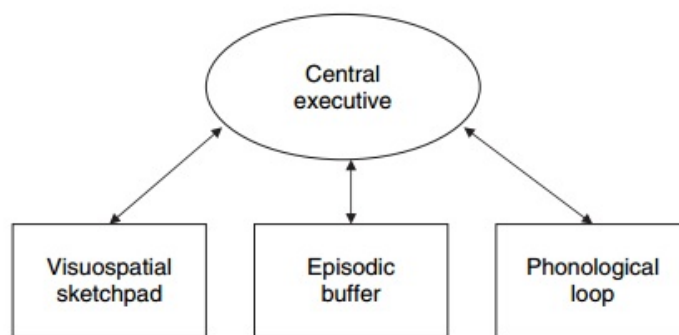 Central
executive
Visuospatial
sketchpad
Episodic
buffer
Phonological
loop